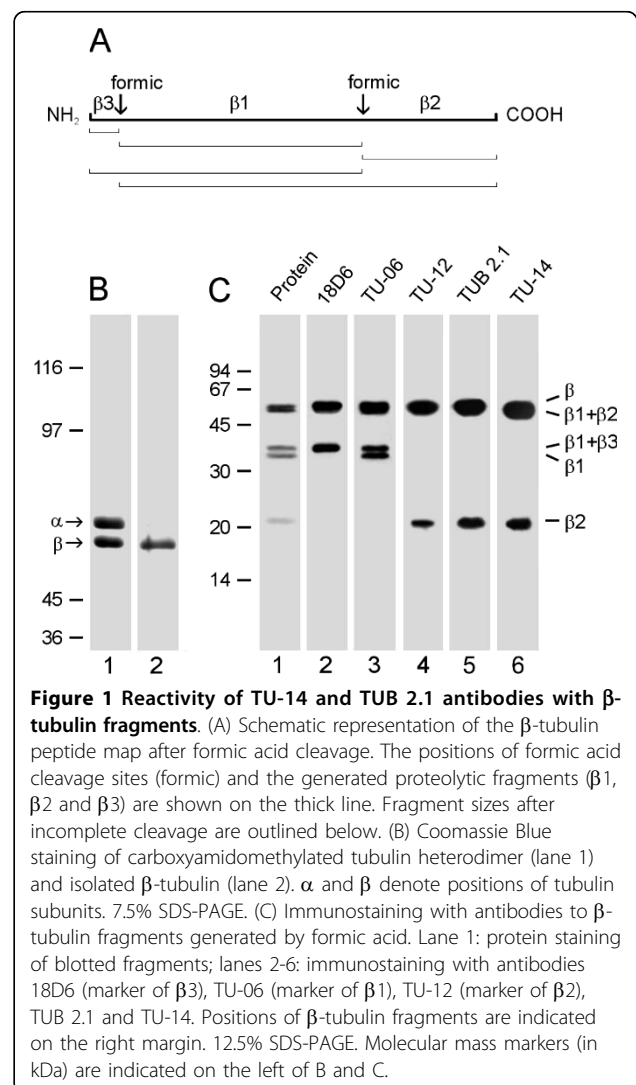 A
formic formic
NH₂ β3 β1 β2 COOH
B C Protein 18D6 TU-06 TU-12 TUB 2.1 TU-14
116
97
α→
β→
45
36
1 2
94
67
45
30
20
14
β
β1+β2
β1+β3
β1
β2
1 2 3 4 5 6
Figure 1 Reactivity of TU-14 and TUB 2.1 antibodies with β-
tubulin fragments. (A) Schematic representation of the β-tubulin
peptide map after formic acid cleavage. The positions of formic acid
cleavage sites (formic) and the generated proteolytic fragments (β1,
β2 and β3) are shown on the thick line. Fragment sizes after
incomplete cleavage are outlined below. (B) Coomassie Blue
staining of carboxyamidomethylated tubulin heterodimer (lane 1)
and isolated β-tubulin (lane 2). α and β denote positions of tubulin
subunits. 7.5% SDS-PAGE. (C) Immunostaining with antibodies to β-
tubulin fragments generated by formic acid. Lane 1: protein staining
of blotted fragments; lanes 2-6: immunostaining with antibodies
18D6 (marker of β3), TU-06 (marker of β1), TU-12 (marker of β2),
TUB 2.1 and TU-14. Positions of β-tubulin fragments are indicated
on the right margin. 12.5% SDS-PAGE. Molecular mass markers (in
kDa) are indicated on the left of B and C.